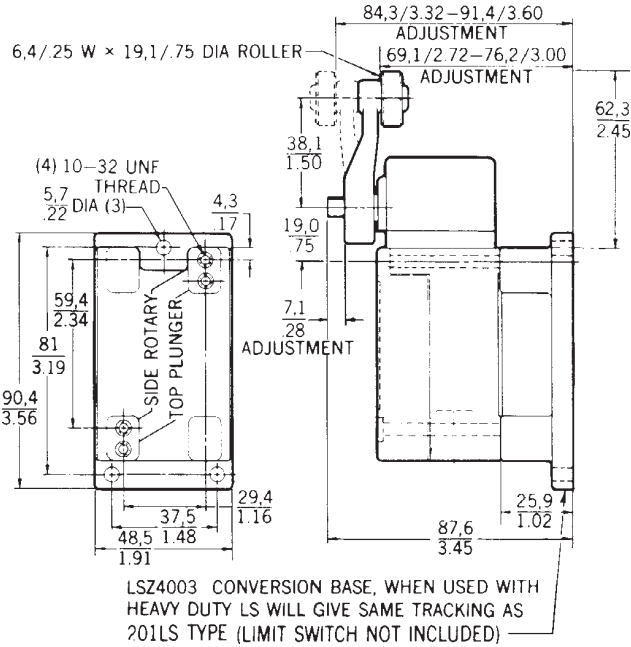 84,3/3.32–91,4/3.60
ADJUSTMENT
69,1/2.72–76,2/3.00
ADJUSTMENT
6,4/.25 W × 19,1/.75 DIA ROLLER
62,3
2.45
38,1
1.50
(4) 10–32 UNF
THREAD
5,7
.22
DIA (3)
4,3
.17
19,0
.75
59,4
2.34
7,1
.28
ADJUSTMENT
81
3.19
SIDE ROTARY
TOP PLUNGER
90,4
3.56
29,4
1.16
37,5
1.48
48,5
1.91
25,9
1.02
87,6
3.45
LSZ4003 CONVERSION BASE, WHEN USED WITH
HEAVY DUTY LS WILL GIVE SAME TRACKING AS
201LS TYPE (LIMIT SWITCH NOT INCLUDED)